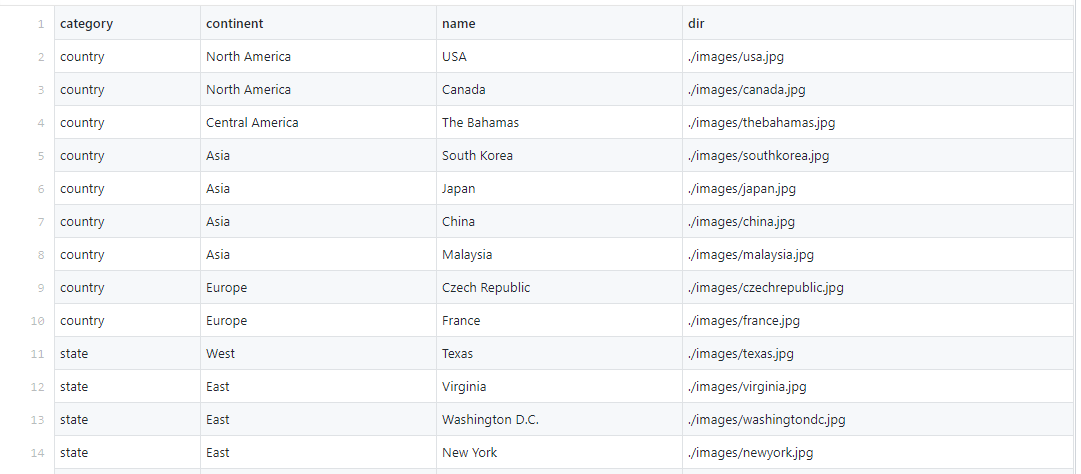 1 category continent name dir
2 country North America USA ./images/usa.jpg
3 country North America Canada ./images/canada.jpg
4 country Central America The Bahamas ./images/thebahamas.jpg
5 country Asia South Korea ./images/southkorea.jpg
6 country Asia Japan ./images/japan.jpg
7 country Asia China ./images/china.jpg
8 country Asia Malaysia ./images/malaysia.jpg
9 country Europe Czech Republic ./images/czechrepublic.jpg
10 country Europe France ./images/france.jpg
11 state West Texas ./images/texas.jpg
12 state East Virginia ./images/virginia.jpg
13 state East Washington D.C. ./images/washingtondc.jpg
14 state East New York ./images/newyork.jpg